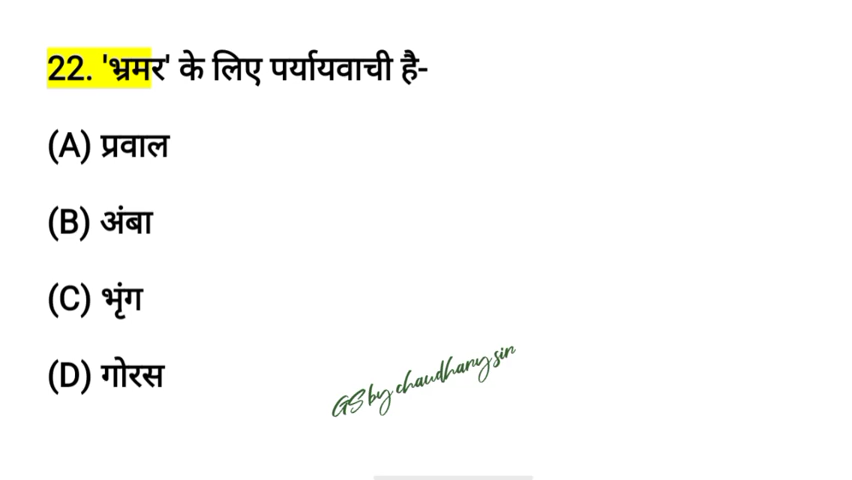 22. 'भ्रमर' के लिए पर्यायवाची है-
(A) प्रवाल
(B) अंबा
(C) भृंग
(D) गोरस
GS by chaudhary sir